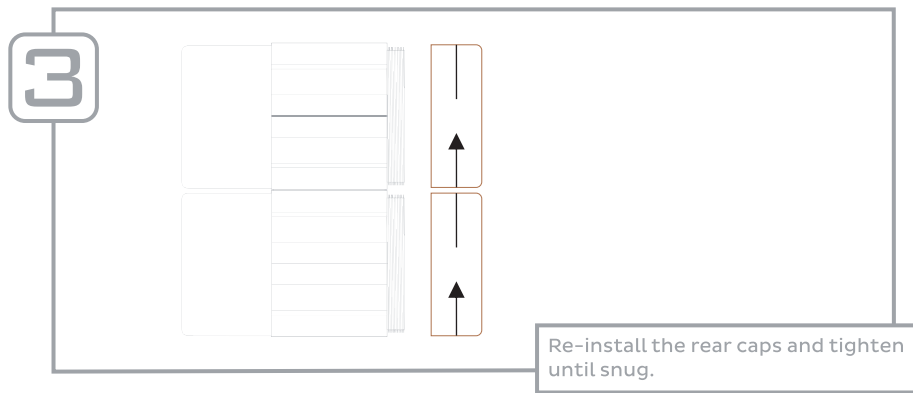 3
Re-install the rear caps and tighten
until snug.